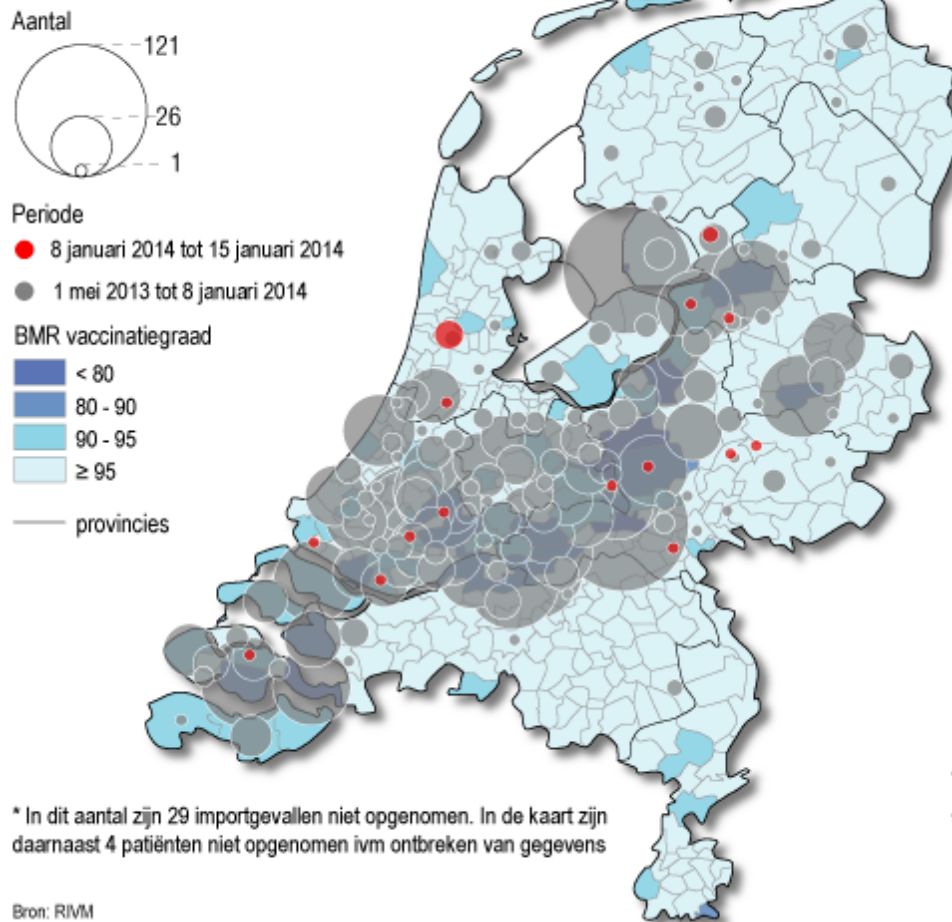 Aantal
121
26
1
Periode
8 januari 2014 tot 15 januari 2014
1 mei 2013 tot 8 januari 2014
BMR vaccinatiegraad
< 80
80 - 90
90 - 95
≥ 95
provincies
* In dit aantal zijn 29 importgevallen niet opgenomen. In de kaart zijn
daarnaast 4 patiënten niet opgenomen ivm ontbreken van gegevens
Bron: RIVM